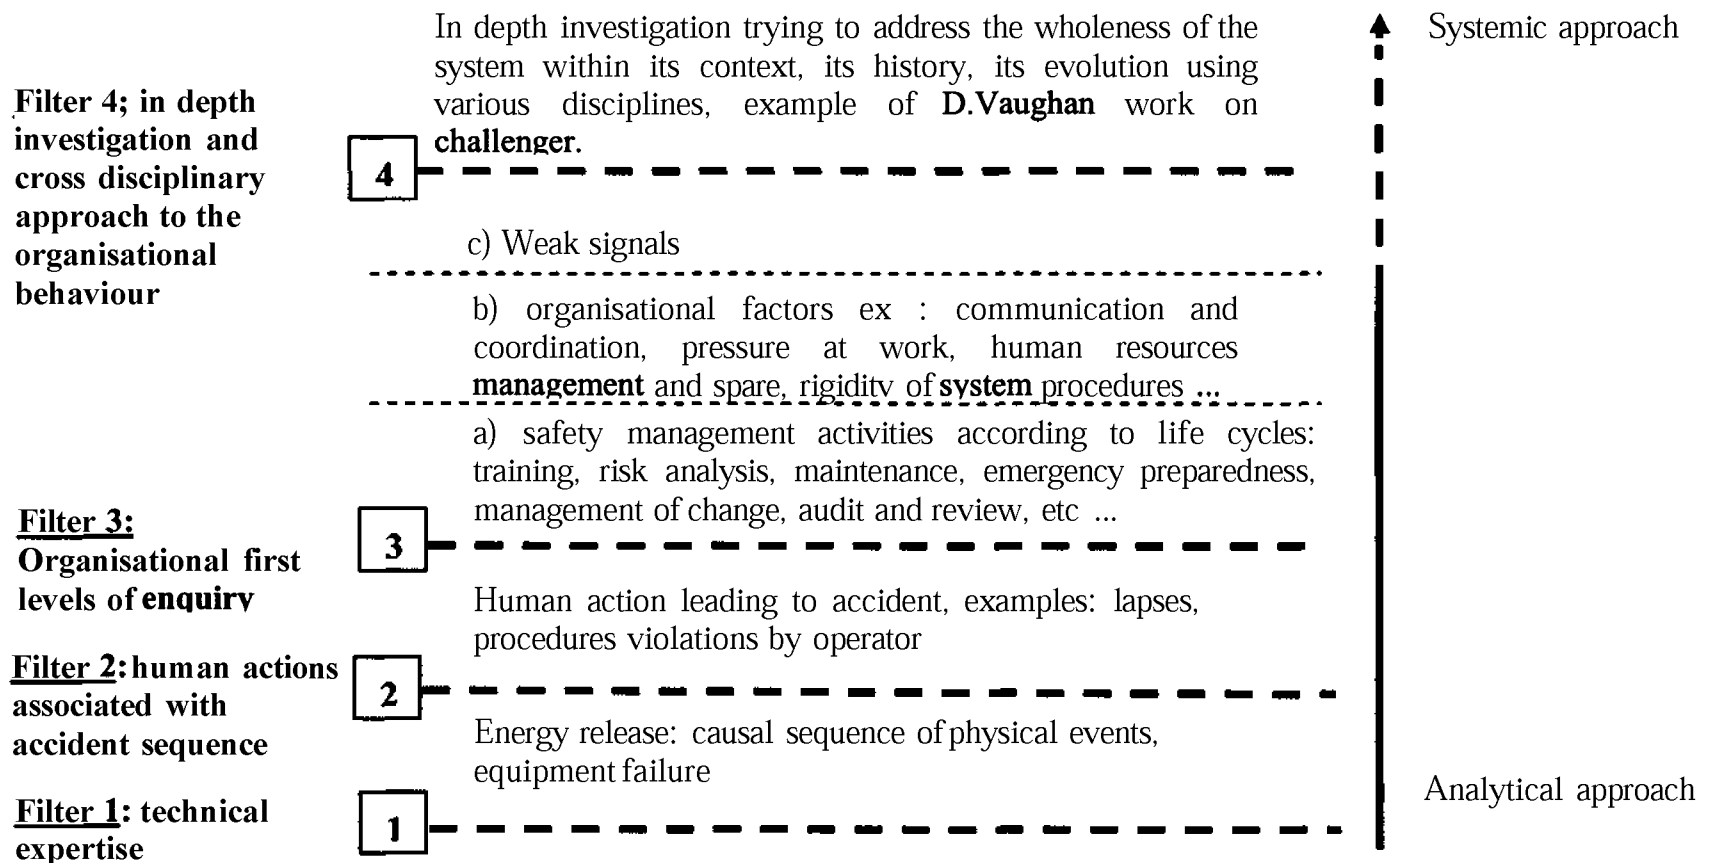 In depth investigation trying to address the wholeness of the
system within its context, its history, its evolution using
various disciplines, example of D.Vaughan work on
challenger.
Systemic approach
Filter 4; in depth
investigation and
cross disciplinary
approach to the
organisational
behaviour
4
c) Weak signals
b) organisational factors ex : communication and
coordination, pressure at work, human resources
management and spare, rigidity of system procedures ...
a) safety management activities according to life cycles:
training, risk analysis, maintenance, emergency preparedness,
management of change, audit and review, etc ...
Filter 3:
Organisational first
levels of enquiry
3
Human action leading to accident, examples: lapses,
procedures violations by operator
Filter 2: human actions
associated with
accident sequence
2
Energy release: causal sequence of physical events,
equipment failure
Analytical approach
Filter 1: technical
expertise
1